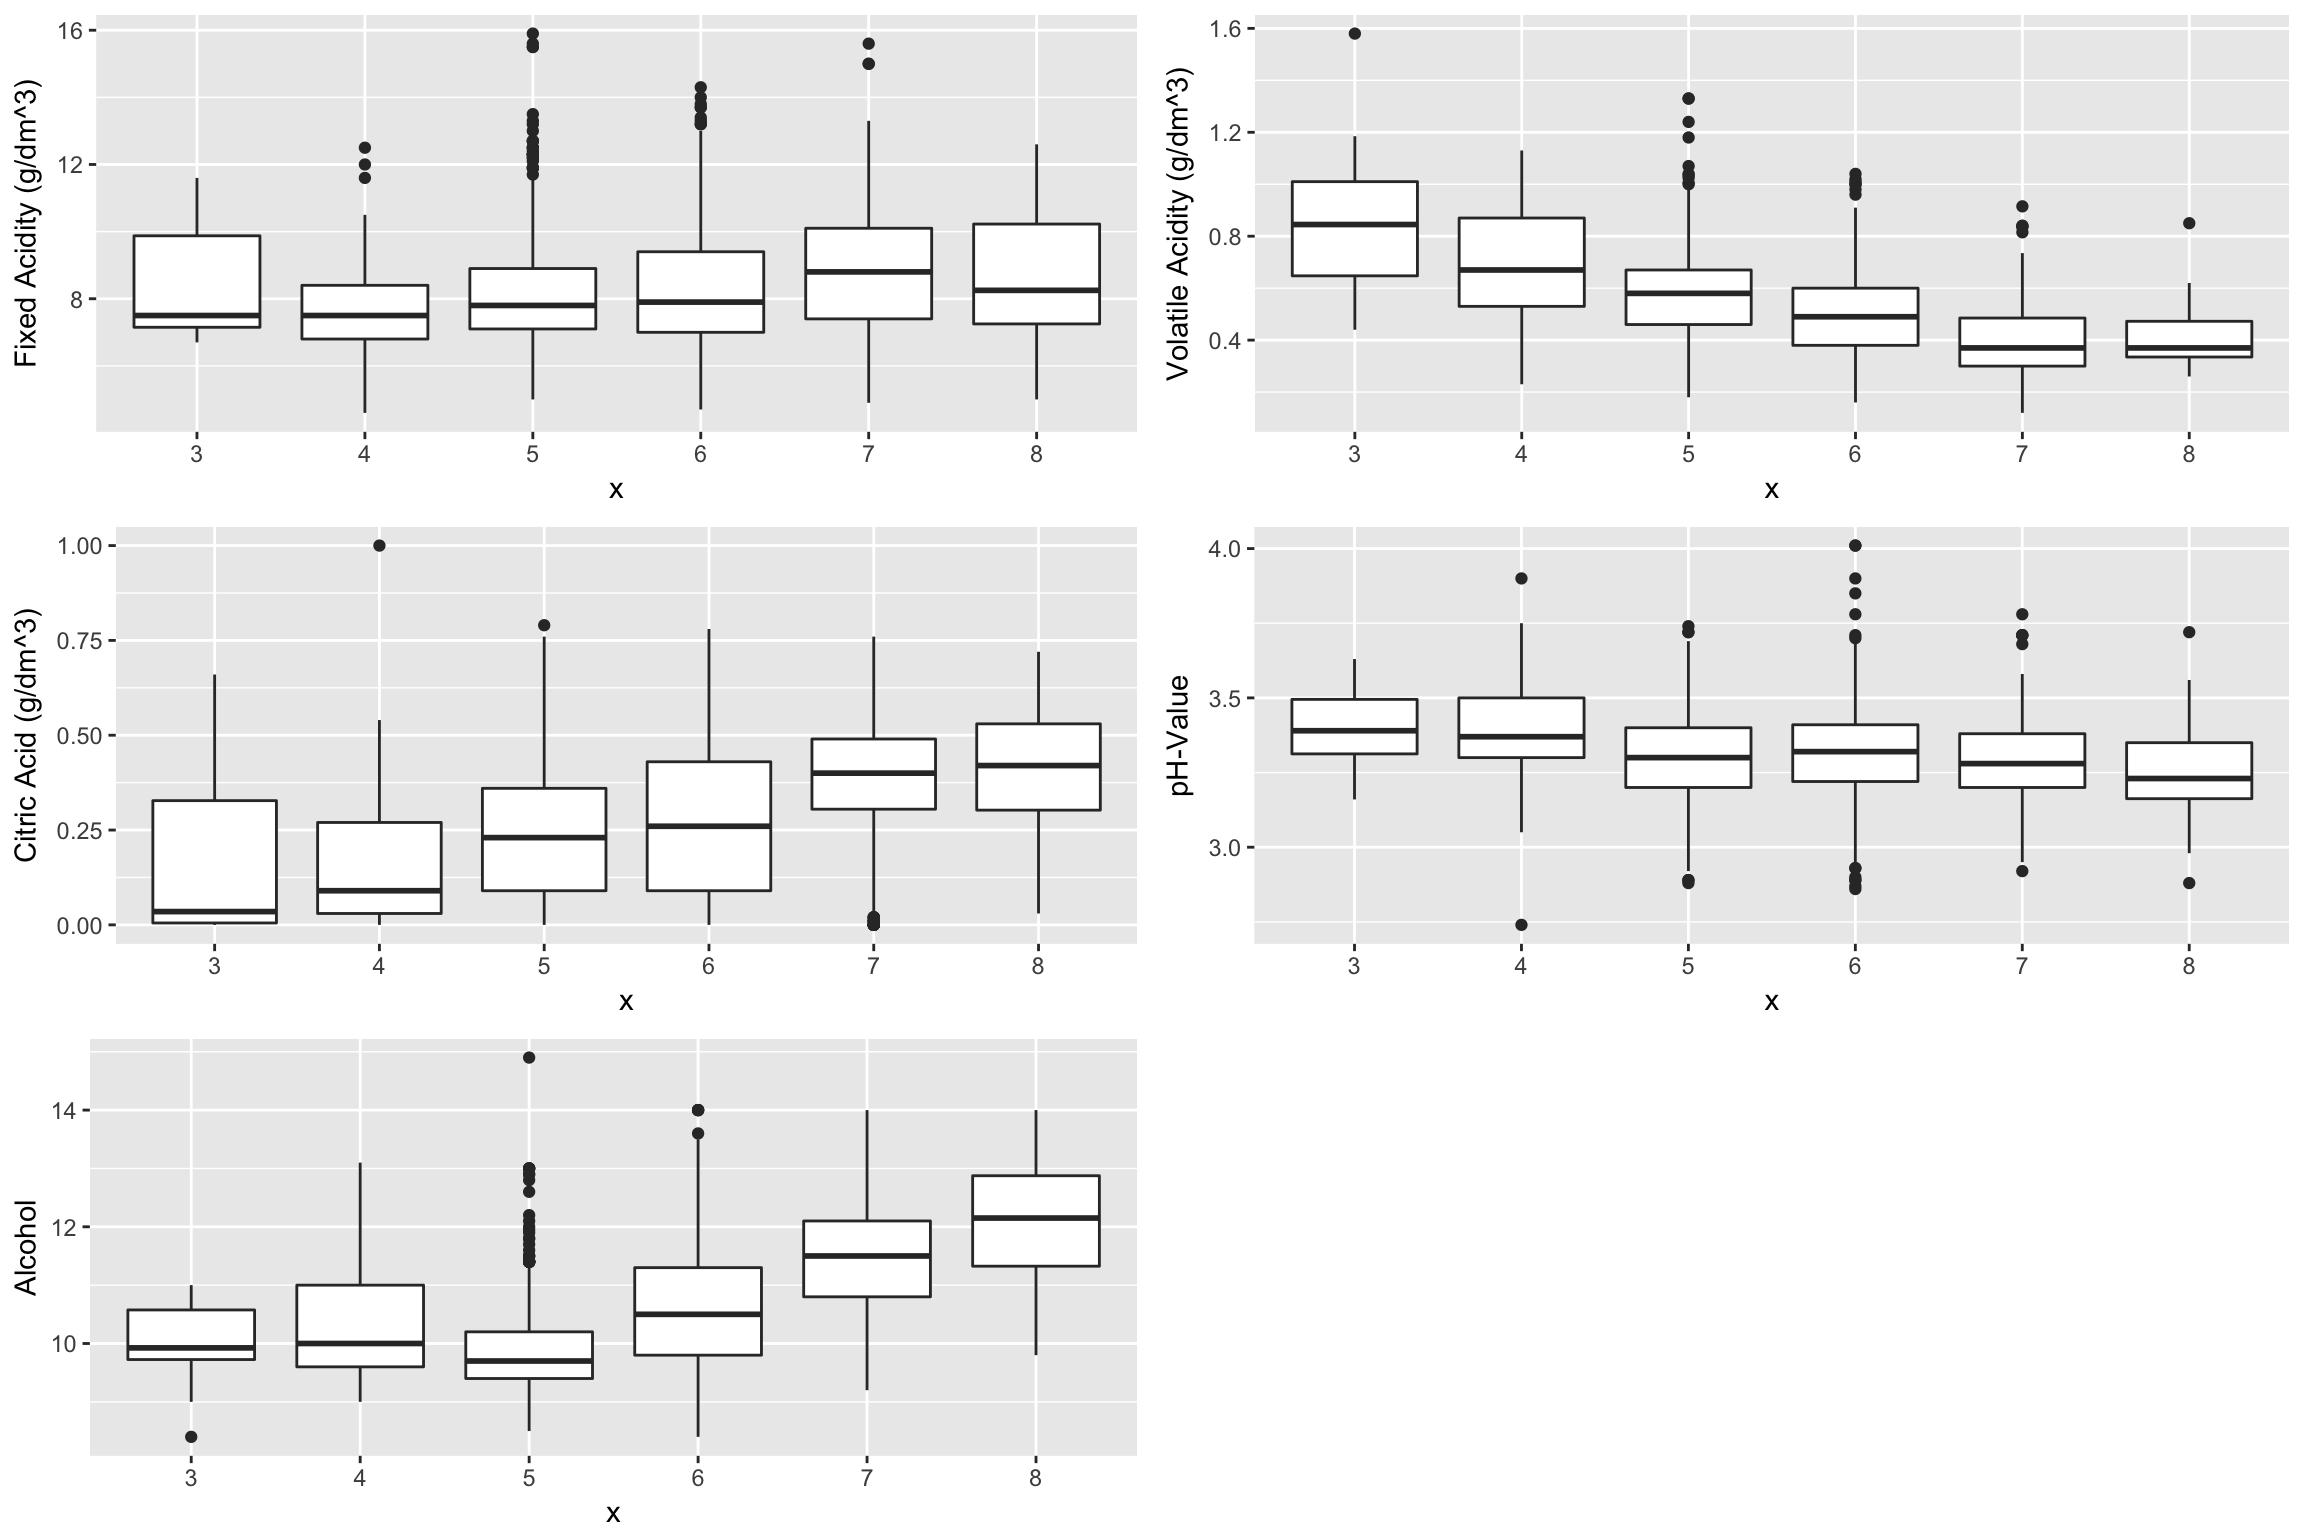 Fixed Acidity (g/dm^3)
16
12
8
3 4 5 6 7 8
x
Volatile Acidity (g/dm^3)
1.6
1.2
0.8
0.4
3 4 5 6 7 8
x
Citric Acid (g/dm^3)
1.00
0.75
0.50
0.25
0.00
3 4 5 6 7 8
x
pH-Value
4.0
3.5
3.0
3 4 5 6 7 8
x
Alcohol
14
12
10
3 4 5 6 7 8
x